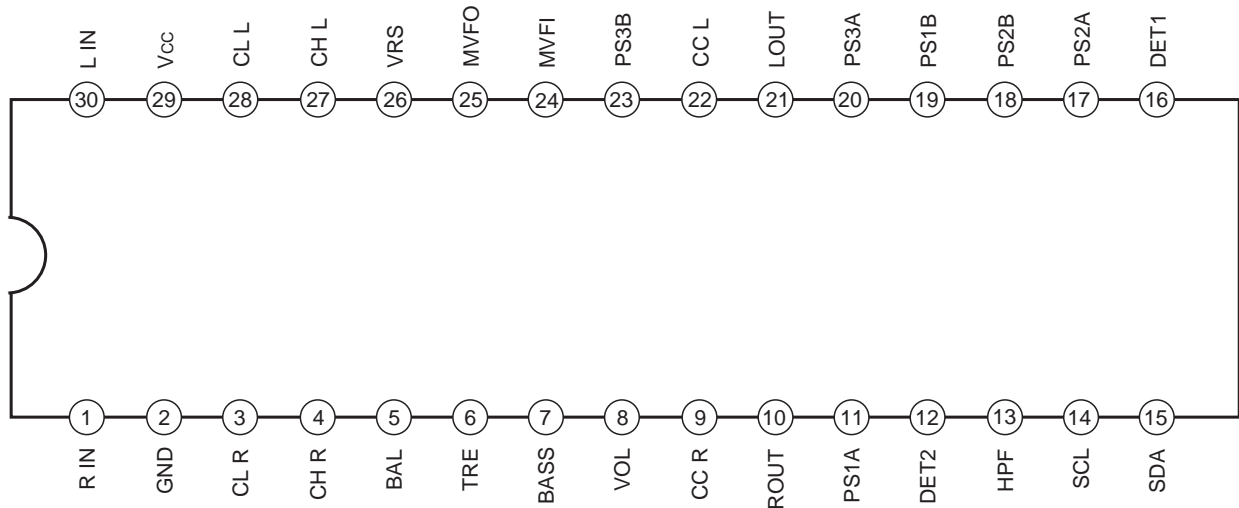 L IN
Vcc
CL L
CH L
VRS
MVFO
MVFI
PS3B
CC L
LOUT
PS3A
PS1B
PS2B
PS2A
DET1
30 29 28 27 26 25 24 23 22 21 20 19 18 17 16
1 2 3 4 5 6 7 8 9 10 11 12 13 14 15
R IN
GND
CL R
CH R
BAL
TRE
BASS
VOL
CC R
ROUT
PS1A
DET2
HPF
SCL
SDA